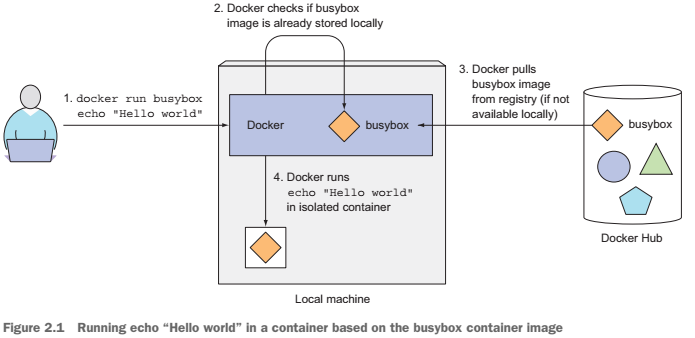 2. Docker checks if busybox
image is already stored locally
1. docker run busybox
echo "Hello world"
3. Docker pulls
busybox image
from registry (if not
available locally)
Docker
busybox
busybox
4. Docker runs
echo "Hello world"
in isolated container
Docker Hub
Local machine
Figure 2.1 Running echo “Hello world” in a container based on the busybox container image